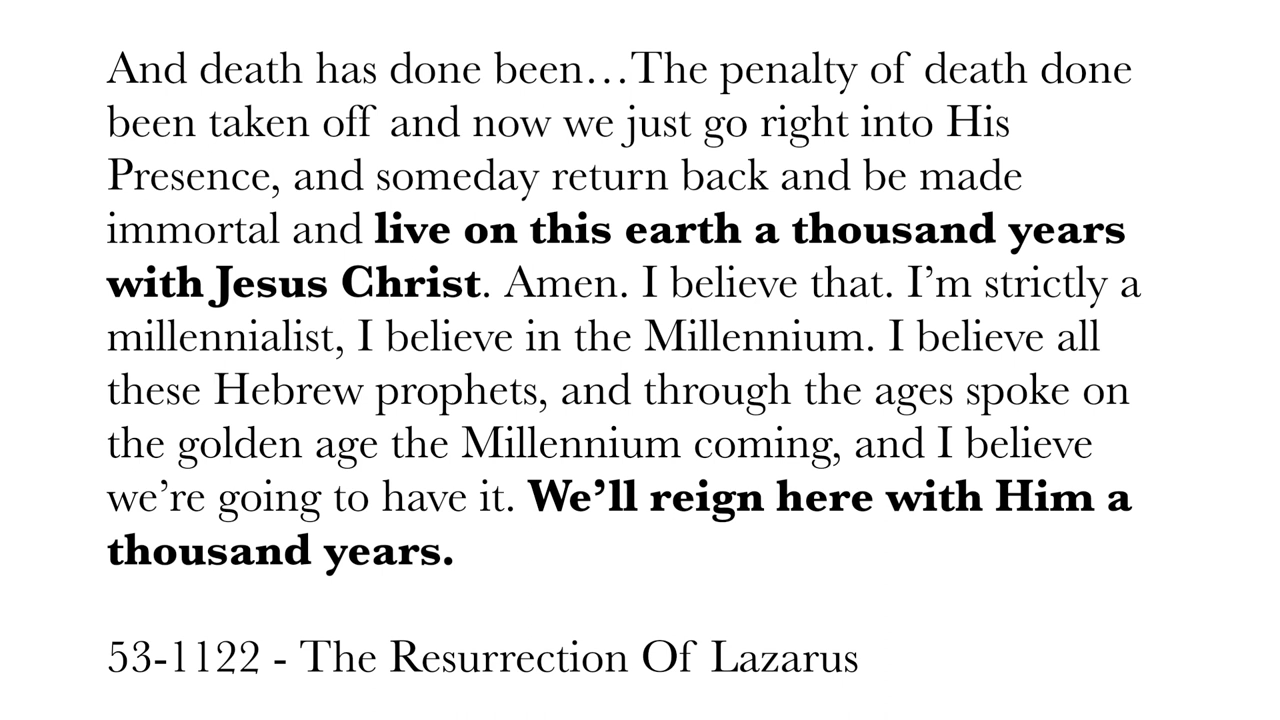 And death has done been…The penalty of death done
been taken off and now we just go right into His
Presence, and someday return back and be made
immortal and live on this earth a thousand years
with Jesus Christ. Amen. I believe that. I’m strictly a
millennialist, I believe in the Millennium. I believe all
these Hebrew prophets, and through the ages spoke on
the golden age the Millennium coming, and I believe
we’re going to have it. We’ll reign here with Him a
thousand years.
53-1122 - The Resurrection Of Lazarus